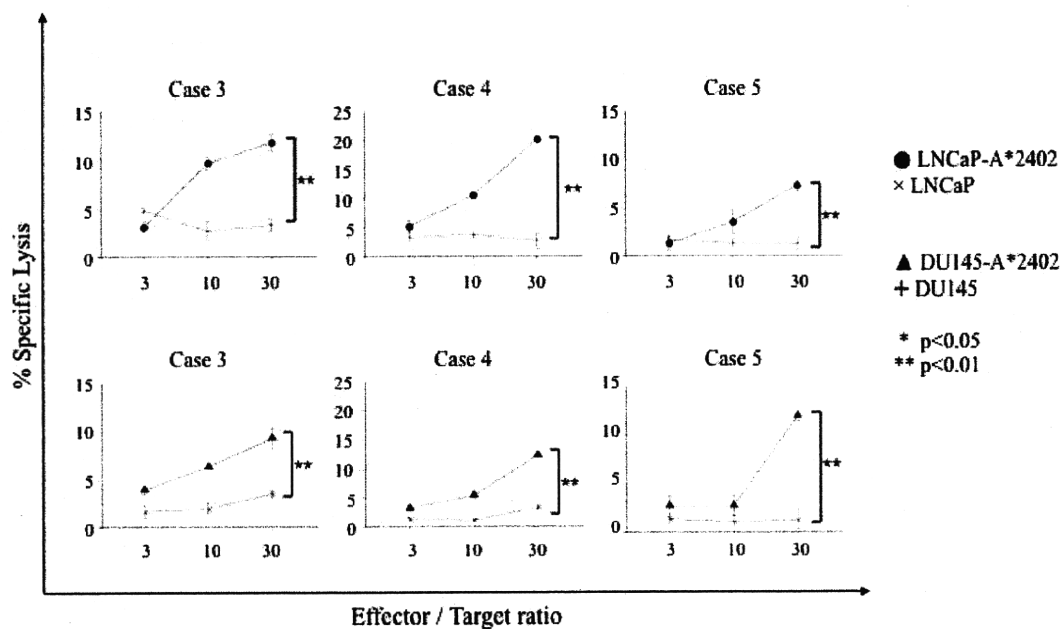 % Specific Lysis
Case 3
15
10
5
0
3 10 30
**
Case 4
25
20
15
10
5
0
3 10 30
**
Case 5
15
10
5
0
3 10 30
**
Case 3
15
10
5
0
3 10 30
**
Case 4
25
20
15
10
5
0
3 10 30
**
Case 5
15
10
5
0
3 10 30
**
LNCaP-A*2402
LNCaP
DU145-A*2402
DU145
* p<0.05
** p<0.01
Effector / Target ratio